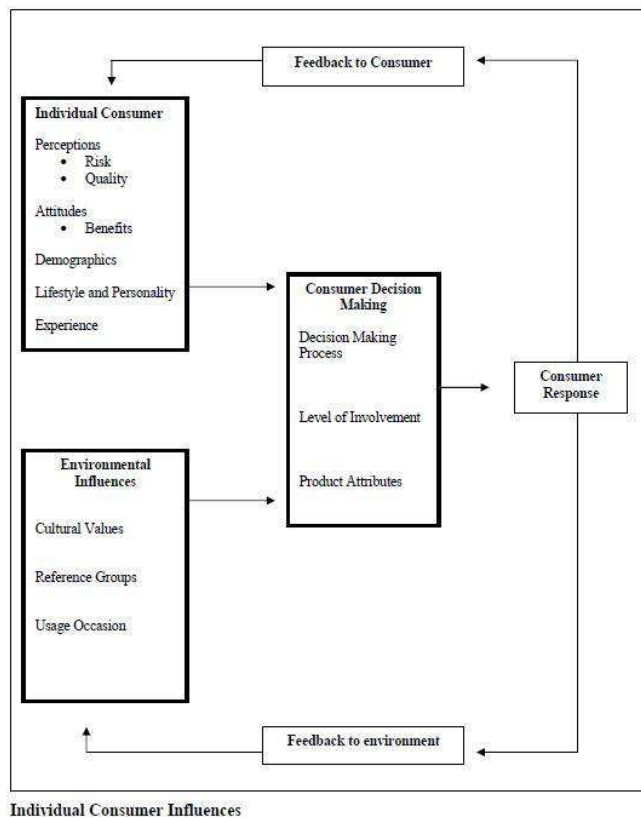 Feedback to Consumer
Individual Consumer
Perceptions
• Risk
• Quality
Attitudes
• Benefits
Demographics
Lifestyle and Personality
Experience
Consumer Decision
Making
Decision Making
Process
Level of Involvement
Product Attributes
Consumer
Response
Environmental
Influences
Cultural Values
Reference Groups
Usage Occasion
Feedback to environment
Individual Consumer Influences